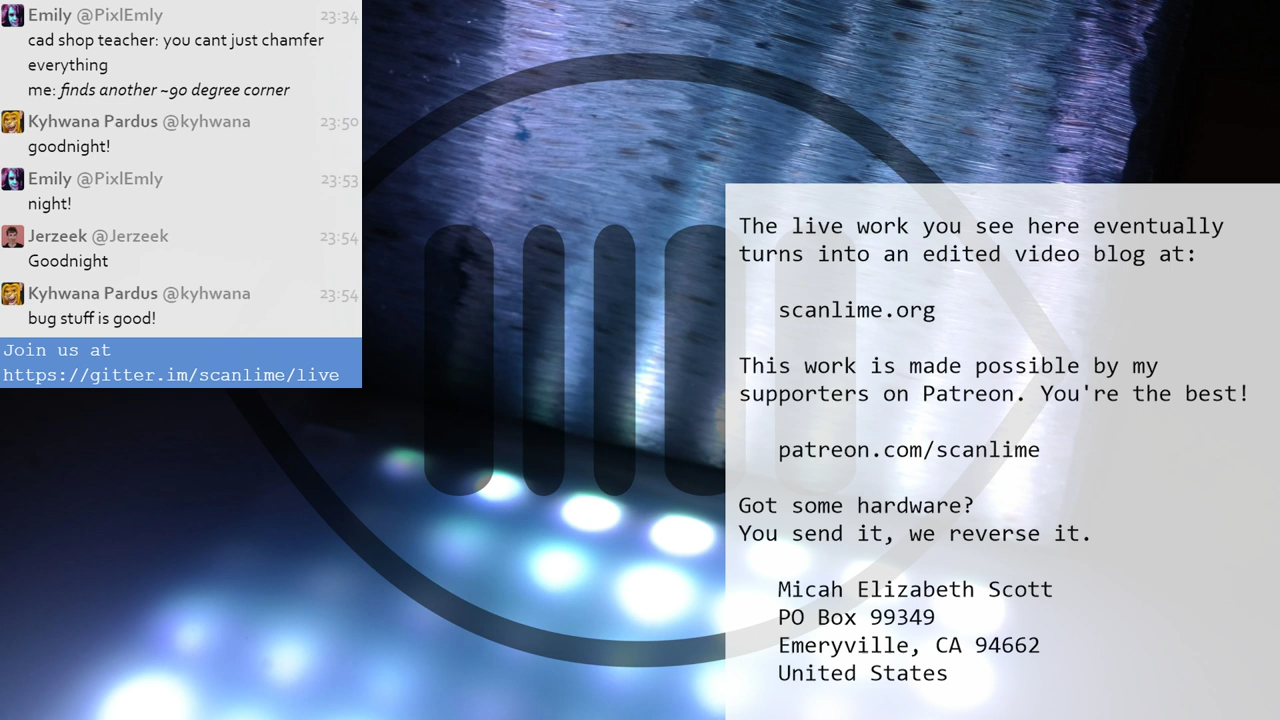 Emily @PixlEmly 23:34
cad shop teacher: you cant just chamfer
everything
me: finds another ~90 degree corner
Kyhwana Pardus @kyhwana 23:50
goodnight!
Emily @PixlEmly 23:53
night!
Jerzeek @Jerzeek 23:54
Goodnight
Kyhwana Pardus @kyhwana 23:54
bug stuff is good!
Join us at
https://gitter.im/scanlime/live
The live work you see here eventually
turns into an edited video blog at:
scanlime.org
This work is made possible by my
supporters on Patreon. You're the best!
patreon.com/scanlime
Got some hardware?
You send it, we reverse it.
Micah Elizabeth Scott
PO Box 99349
Emeryville, CA 94662
United States